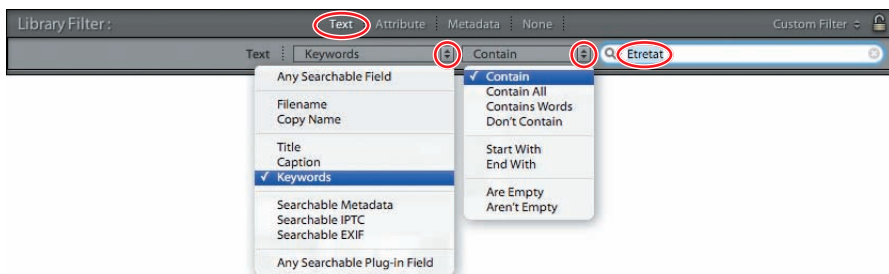 Library Filter : Text Attribute Metadata None Custom Filter
Text Keywords Contain Etretat
Any Searchable Field
Filename
Copy Name
Title
Caption
✓ Keywords
Searchable Metadata
Searchable IPTC
Searchable EXIF
Any Searchable Plug-in Field
✓ Contain
Contain All
Contains Words
Don't Contain
Start With
End With
Are Empty
Aren't Empty